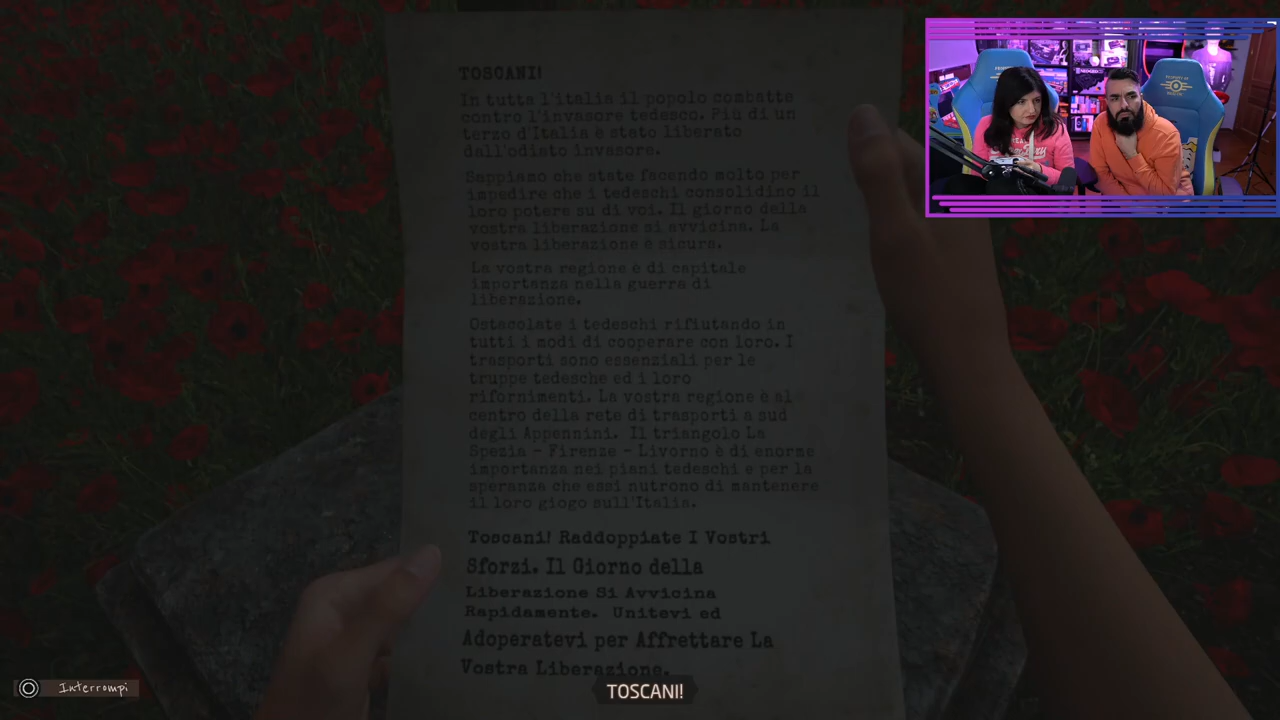 TOSCANI!
In tutta l'italia il popolo combatte
contro l'invasore tedesco. Più di un
terzo d'Italia è stato liberato
dall'odiato invasore.
Sappiamo che state facendo molto per
impedire che i tedeschi consolidino il
loro potere su di voi. Il giorno della
vostra liberazione si avvicina. La
vostra liberazione è sicura.
La vostra regione è di capitale
importanza nella guerra di
liberazione.
Ostacolate i tedeschi rifiutando in
tutti i modi di cooperare con loro. I
trasporti sono essenziali per le
truppe tedesche ed i loro
rifornimenti. La vostra regione è al
centro della rete di trasporti a sud
degli Appennini. Il triangolo La
Spezia - Firenze - Livorno è di enorme
importanza nei piani tedeschi e per la
speranza che essi nutrono di mantenere
il loro giogo sull'Italia.
Toscani! Raddoppiate I Vostri
Sforzi. Il Giorno della
Liberazione Si Avvicina
Rapidamente. Unitevi ed
Adoperatevi per Affrettare La
Vostra Liberazione.
Interrompi
TOSCANI!